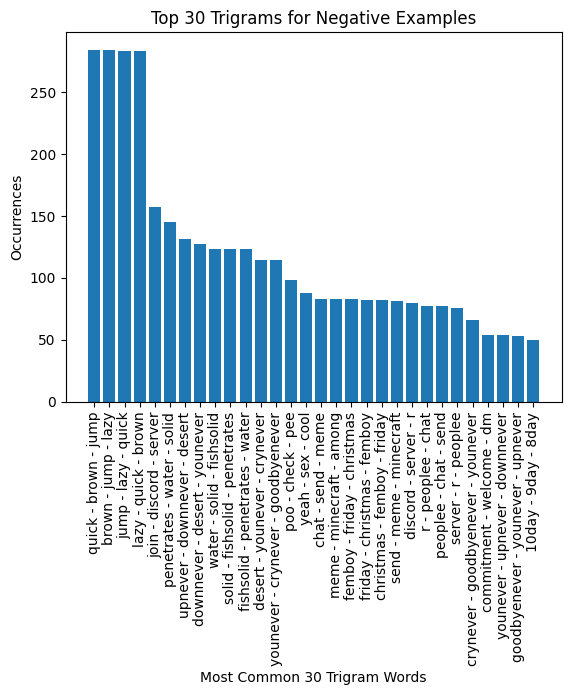 Top 30 Trigrams for Negative Examples
Occurrences
250
200
150
100
50
0
quick - brown - jump
brown - jump - lazy
jump - lazy - quick
lazy - quick - brown
join - discord - server
penetrates - water - solid
upnever - downnever - desert
downnever - desert - younever
water - solid - fishsolid
solid - fishsolid - penetrates
fishsolid - penetrates - water
desert - younever - crynever
younever - crynever - goodbyenever
poo - check - pee
yeah - sex - cool
chat - send - meme
meme - minecraft - among
femboy - friday - christmas
friday - christmas - femboy
christmas - femboy - friday
send - meme - minecraft
discord - server - r
r - peoplee - chat
peoplee - chat - send
server - r - peoplee
crynever - goodbyenever - younever
commitment - welcome - dm
younever - upnever - downnever
goodbyenever - younever - upnever
10day - 9day - 8day
Most Common 30 Trigram Words